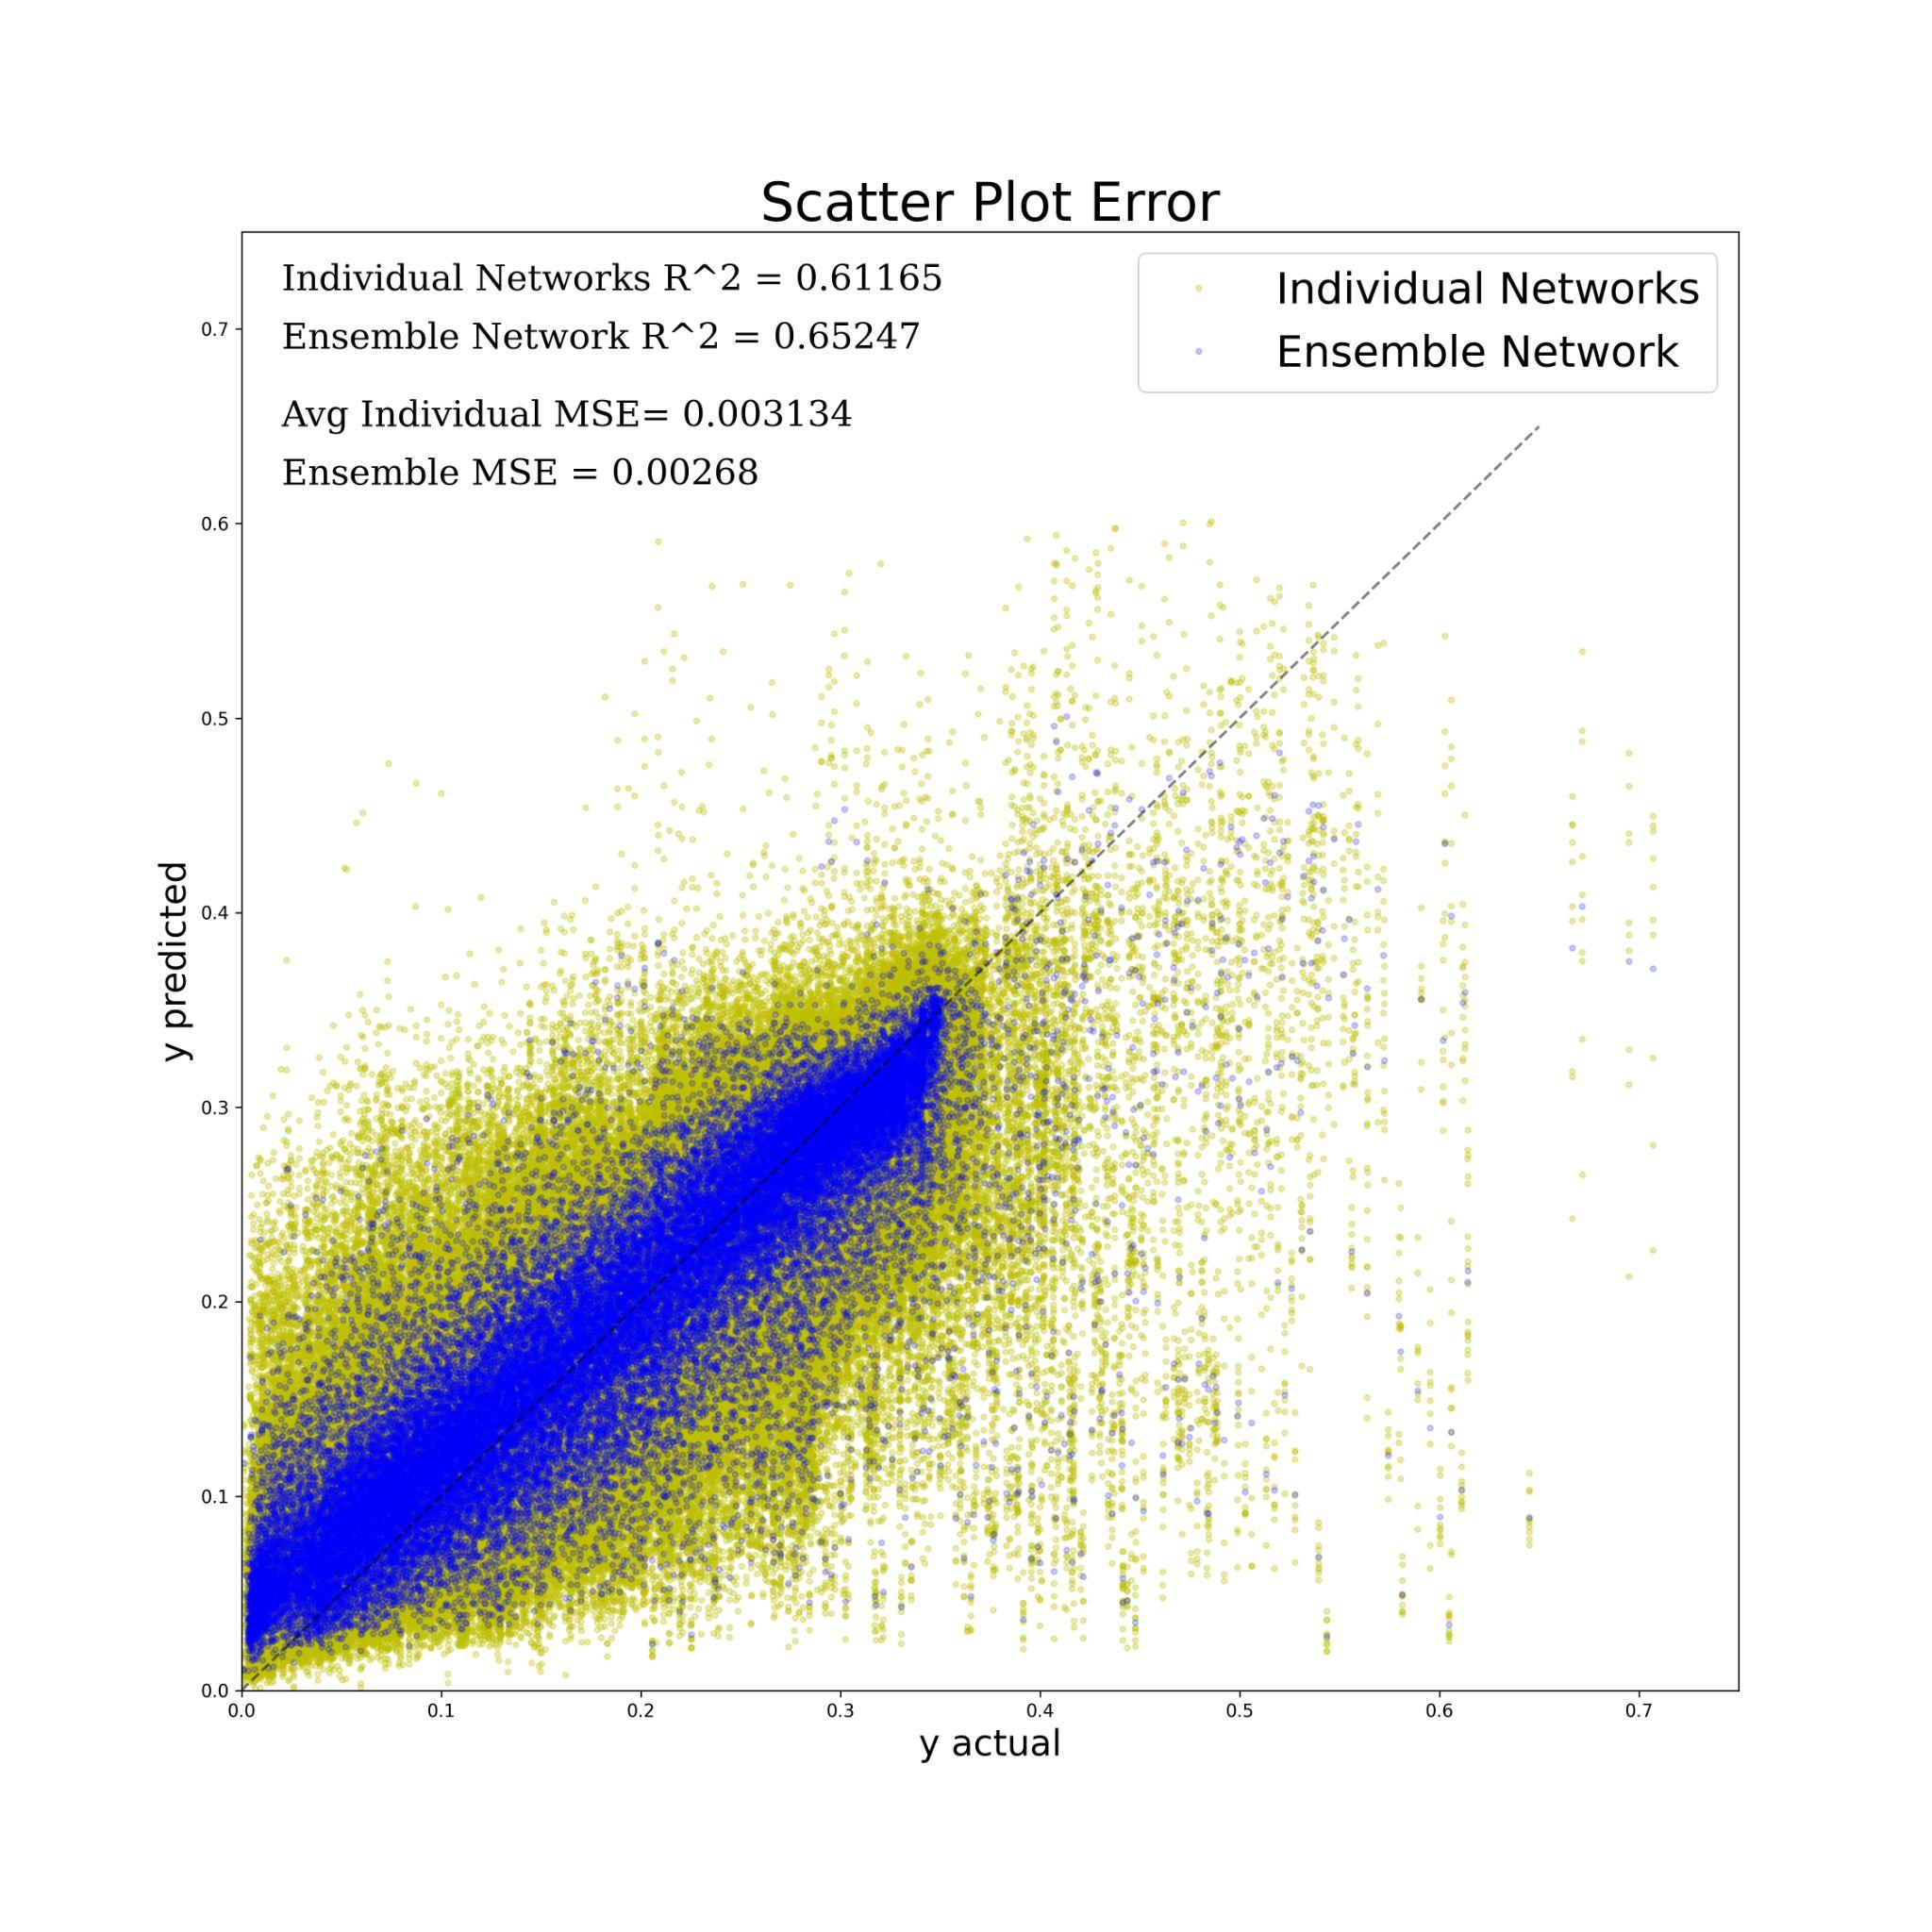 Scatter Plot Error
Individual Networks R^2 = 0.61165
Ensemble Network R^2 = 0.65247
Avg Individual MSE= 0.003134
Ensemble MSE = 0.00268
Individual Networks
Ensemble Network
y predicted
0.7
0.6
0.5
0.4
0.3
0.2
0.1
0.0
0.0 0.1 0.2 0.3 0.4 0.5 0.6 0.7
y actual